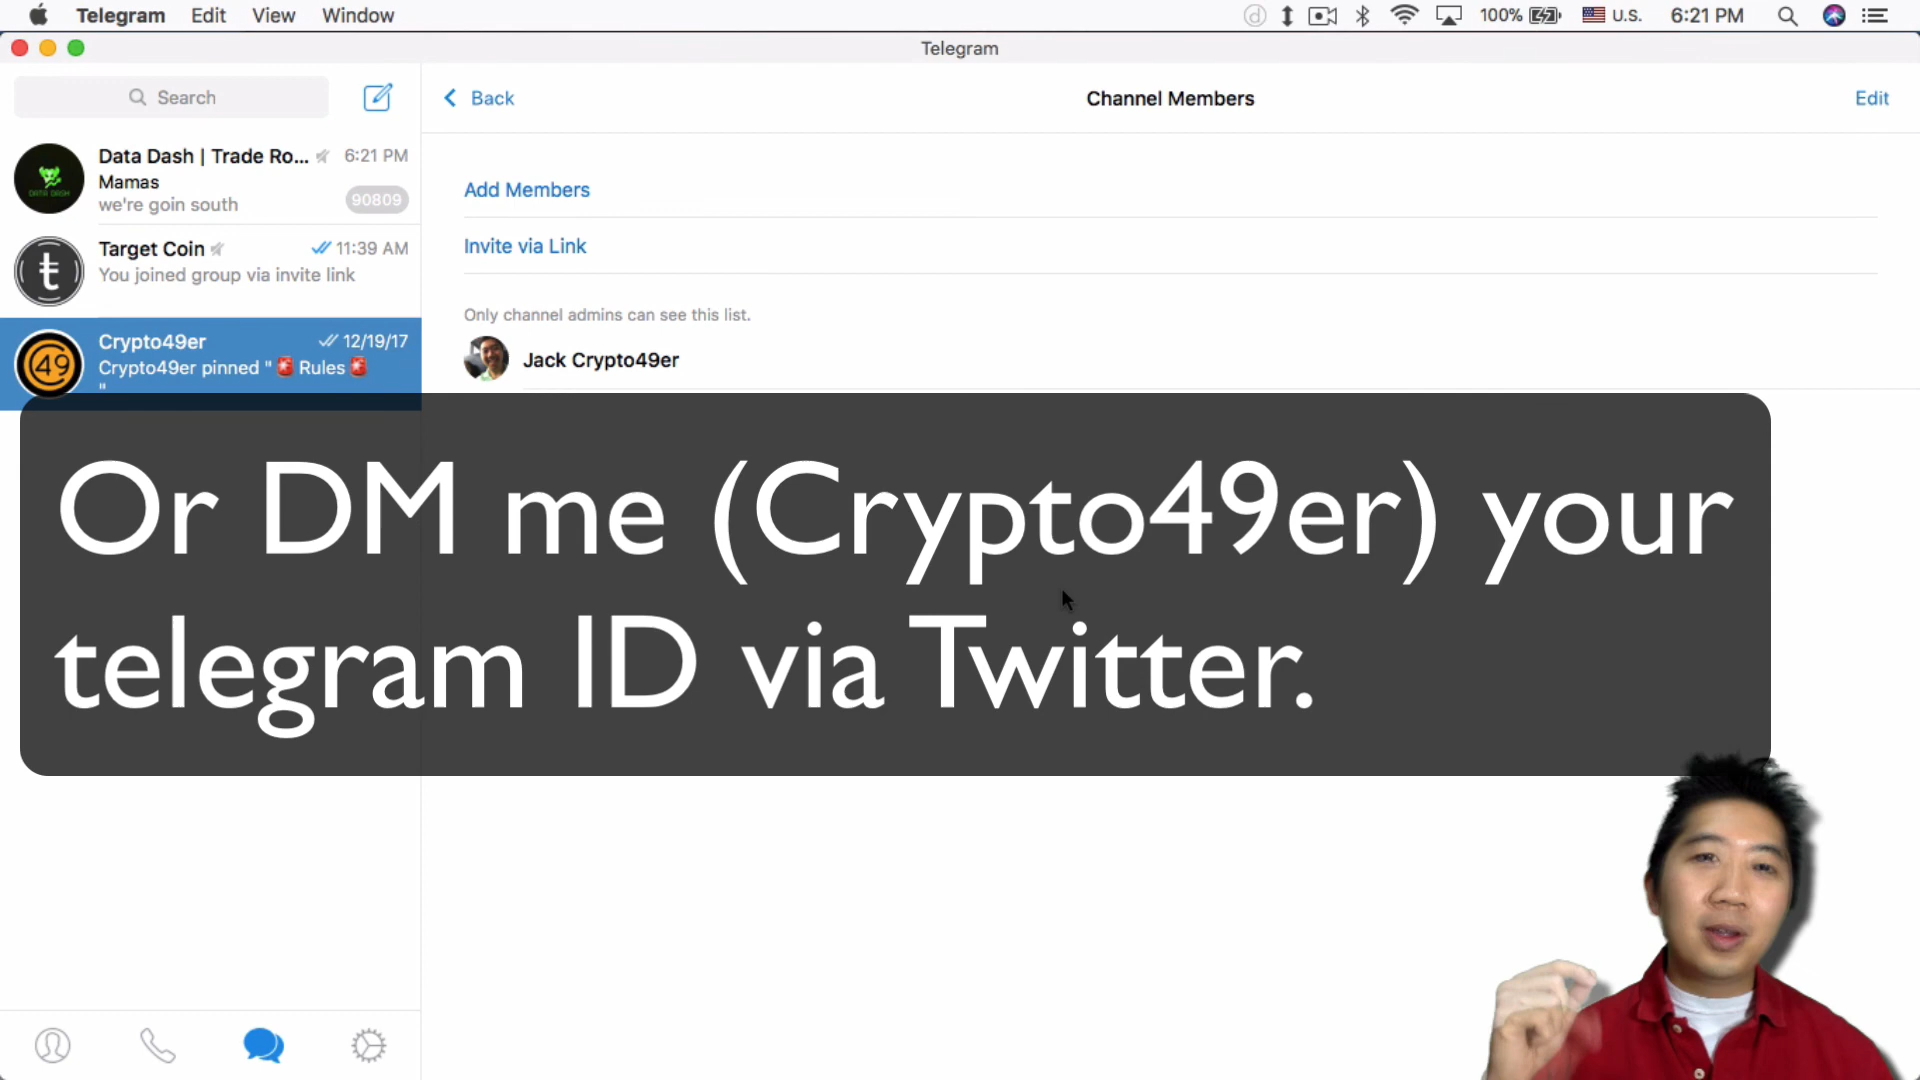 Telegram Edit View Window
100% U.S. 6:21 PM
Telegram
Search
Back
Channel Members
Edit
Data Dash | Trade Ro... 6:21 PM
Mamas
we're goin south 90809
DATA DASH
Target Coin 11:39 AM
You joined group via invite link
Crypto49er 12/19/17
Crypto49er pinned "🚨 Rules 🚨
"
49
Add Members
Invite via Link
Only channel admins can see this list.
Jack Crypto49er
Or DM me (Crypto49er) your
telegram ID via Twitter.